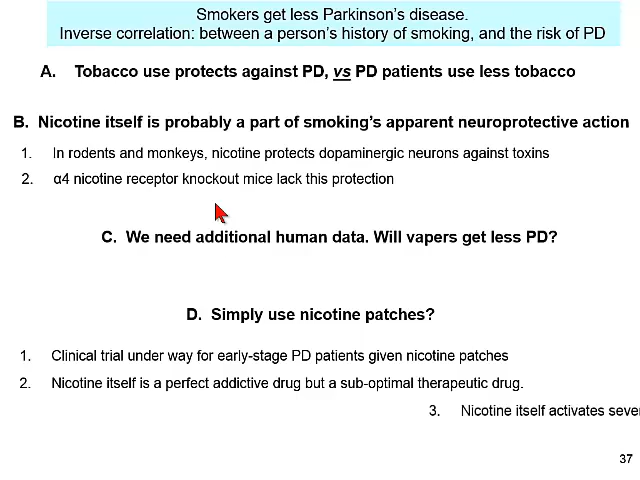 Smokers get less Parkinson's disease.
Inverse correlation: between a person's history of smoking, and the risk of PD
A. Tobacco use protects against PD, vs PD patients use less tobacco
B. Nicotine itself is probably a part of smoking's apparent neuroprotective action
1. In rodents and monkeys, nicotine protects dopaminergic neurons against toxins
2. α4 nicotine receptor knockout mice lack this protection
C. We need additional human data. Will vapers get less PD?
D. Simply use nicotine patches?
1. Clinical trial under way for early-stage PD patients given nicotine patches
2. Nicotine itself is a perfect addictive drug but a sub-optimal therapeutic drug.
3. Nicotine itself activates
37